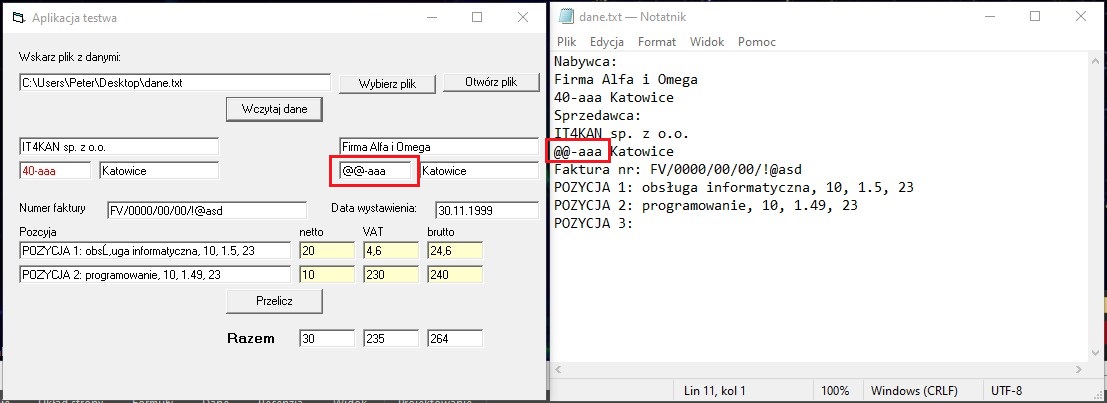 Aplikacja testwa
Wskarz plik z danymi:
C:\Users\Peter\Desktop\dane.txt
Wybierz plik
Otwórz plik
Wczytaj dane
IT4KAN sp. z o.o.
Firma Alfa i Omega
40-aaa
Katowice
@@-aaa
Katowice
Numer faktury
FV/0000/00/00/!@asd
Data wystawienia:
30.11.1999
Pozcyja
netto
VAT
brutto
POZYCJA 1: obsĹ‚uga informatyczna, 10, 1.5, 23
20
4,6
24,6
POZYCJA 2: programowanie, 10, 1.49, 23
10
230
240
Przelicz
Razem
30
235
264
dane.txt — Notatnik
Plik Edycja Format Widok Pomoc
Nabywca:
Firma Alfa i Omega
40-aaa Katowice
Sprzedawca:
IT4KAN sp. z o.o.
@@-aaa Katowice
Faktura nr: FV/0000/00/00/!@asd
POZYCJA 1: obsługa informatyczna, 10, 1.5, 23
POZYCJA 2: programowanie, 10, 1.49, 23
POZYCJA 3:
Lin 11, kol 1
100%
Windows (CRLF)
UTF-8